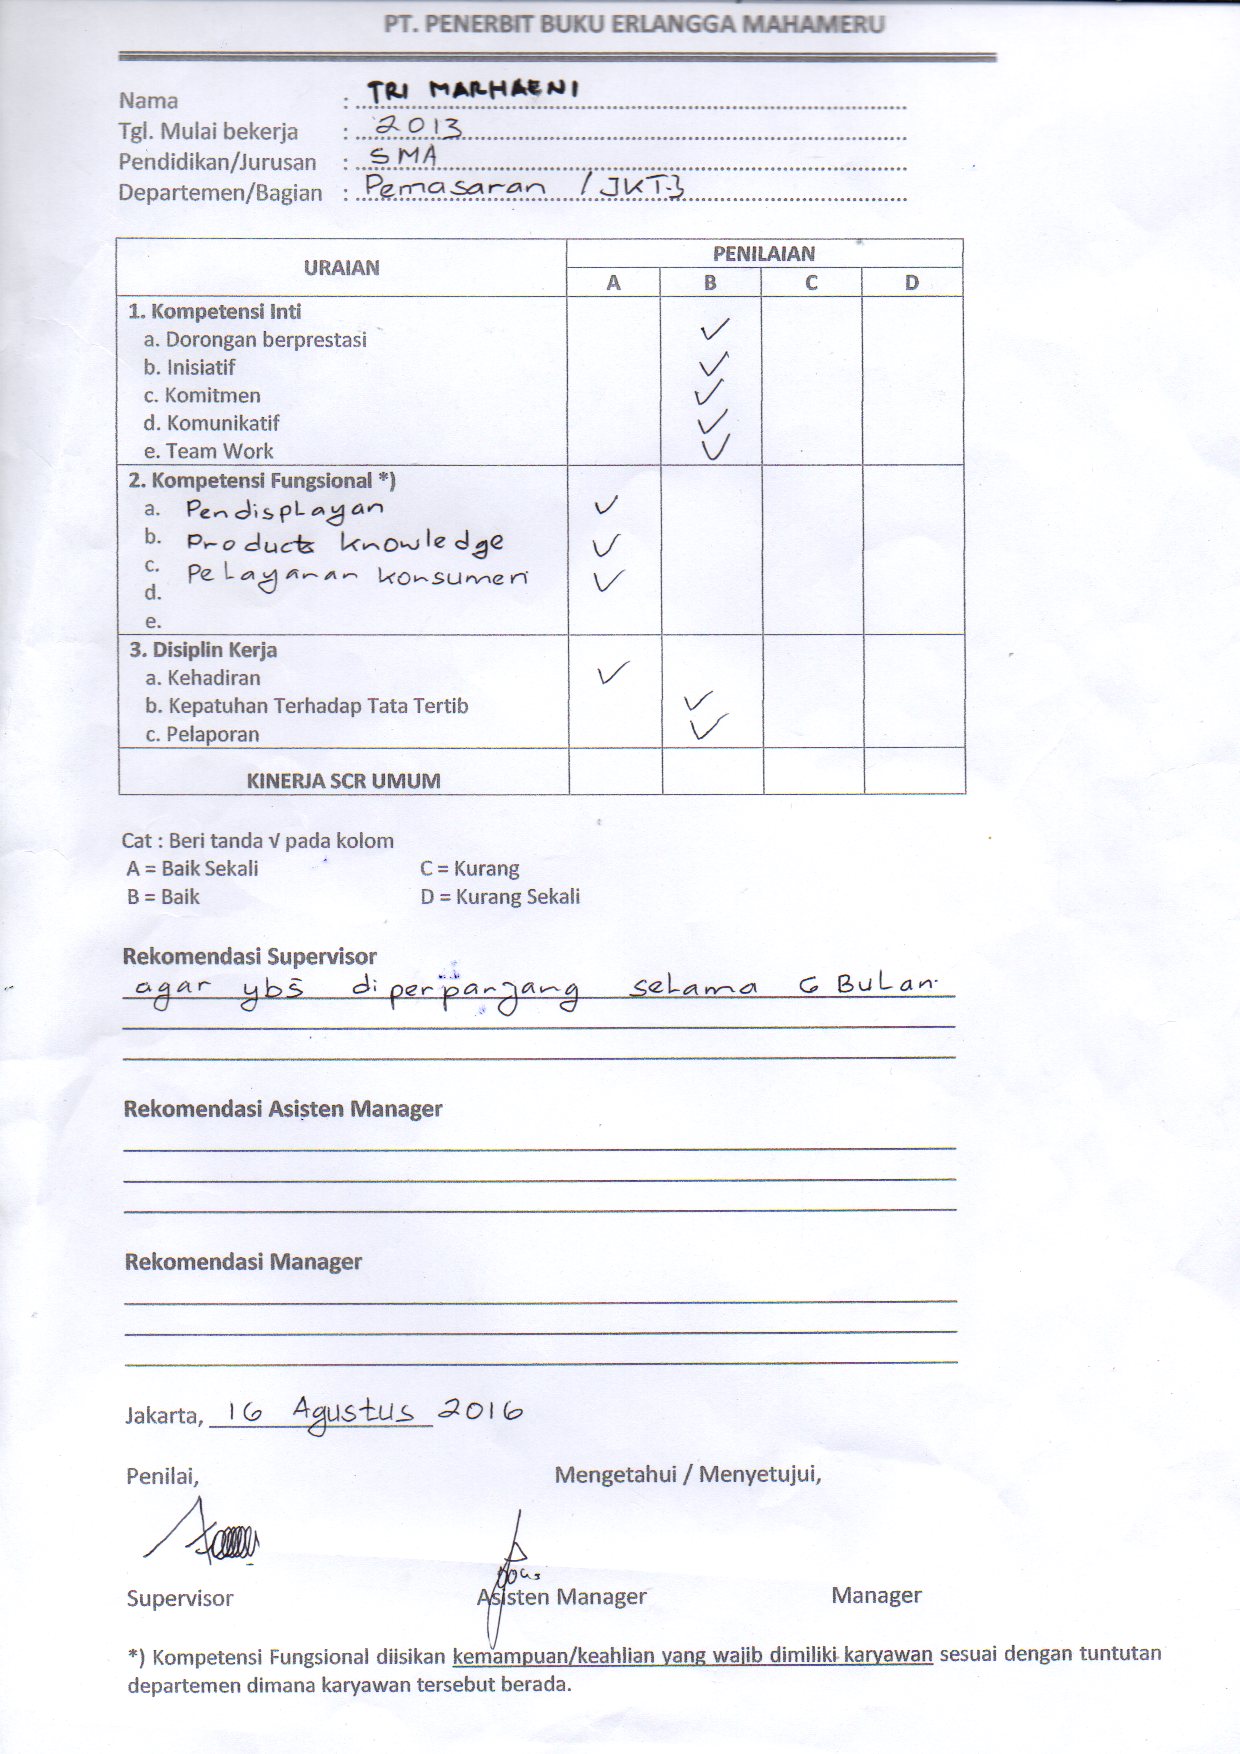 PT. PENERBIT BUKU ERLANGGA MAHAMERU
Nama : TRI MARHAENI
Tgl. Mulai bekerja : 2013
Pendidikan/Jurusan : SMA
Departemen/Bagian : Pemasaran / JKT.3
URAIAN PENILAIAN
A B C D
1. Kompetensi Inti
a. Dorongan berprestasi ✓
b. Inisiatif ✓
c. Komitmen ✓
d. Komunikatif ✓
e. Team Work ✓
2. Kompetensi Fungsional *)
a. Pendisplayan ✓
b. Product knowledge ✓
c. Pelayanan konsumen ✓
d.
e.
3. Disiplin Kerja
a. Kehadiran ✓
b. Kepatuhan Terhadap Tata Tertib ✓
c. Pelaporan ✓
KINERJA SCR UMUM
Cat : Beri tanda √ pada kolom
A = Baik Sekali C = Kurang
B = Baik D = Kurang Sekali
Rekomendasi Supervisor
agar ybs diperpanjang selama 6 Bulan.
Rekomendasi Asisten Manager
Rekomendasi Manager
Jakarta, 16 Agustus 2016
Penilai, Mengetahui / Menyetujui,
Supervisor Asisten Manager Manager
*) Kompetensi Fungsional diisikan kemampuan/keahlian yang wajib dimiliki karyawan sesuai dengan tuntutan
departemen dimana karyawan tersebut berada.